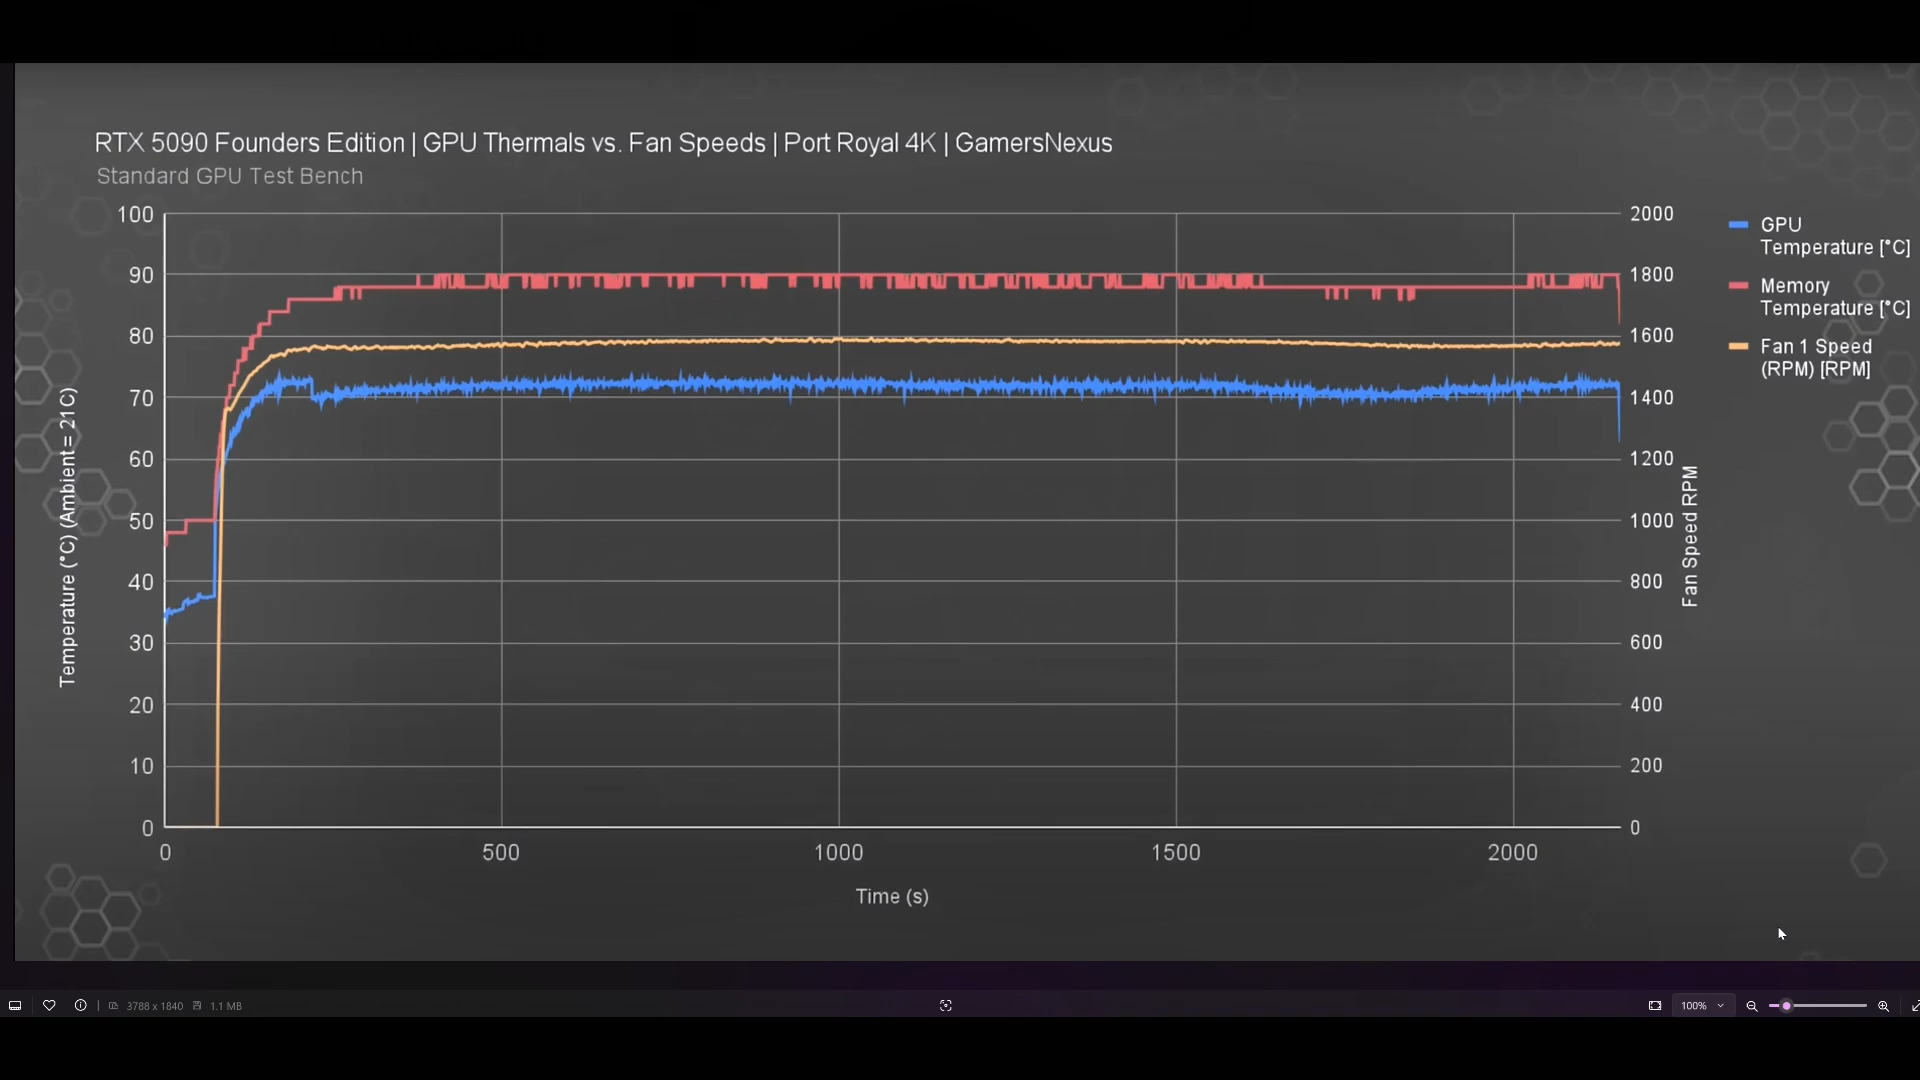 RTX 5090 Founders Edition | GPU Thermals vs. Fan Speeds | Port Royal 4K | GamersNexus
Standard GPU Test Bench
100
90
80
70
60
50
40
30
20
10
0
Temperature (°C) (Ambient = 21C)
0
500
1000
1500
2000
Time (s)
2000
1800
1600
1400
1200
1000
800
600
400
200
0
Fan Speed RPM
GPU
Temperature [°C]
Memory
Temperature [°C]
Fan 1 Speed
(RPM) [RPM]
3788 x 1840
1.1 MB
100%